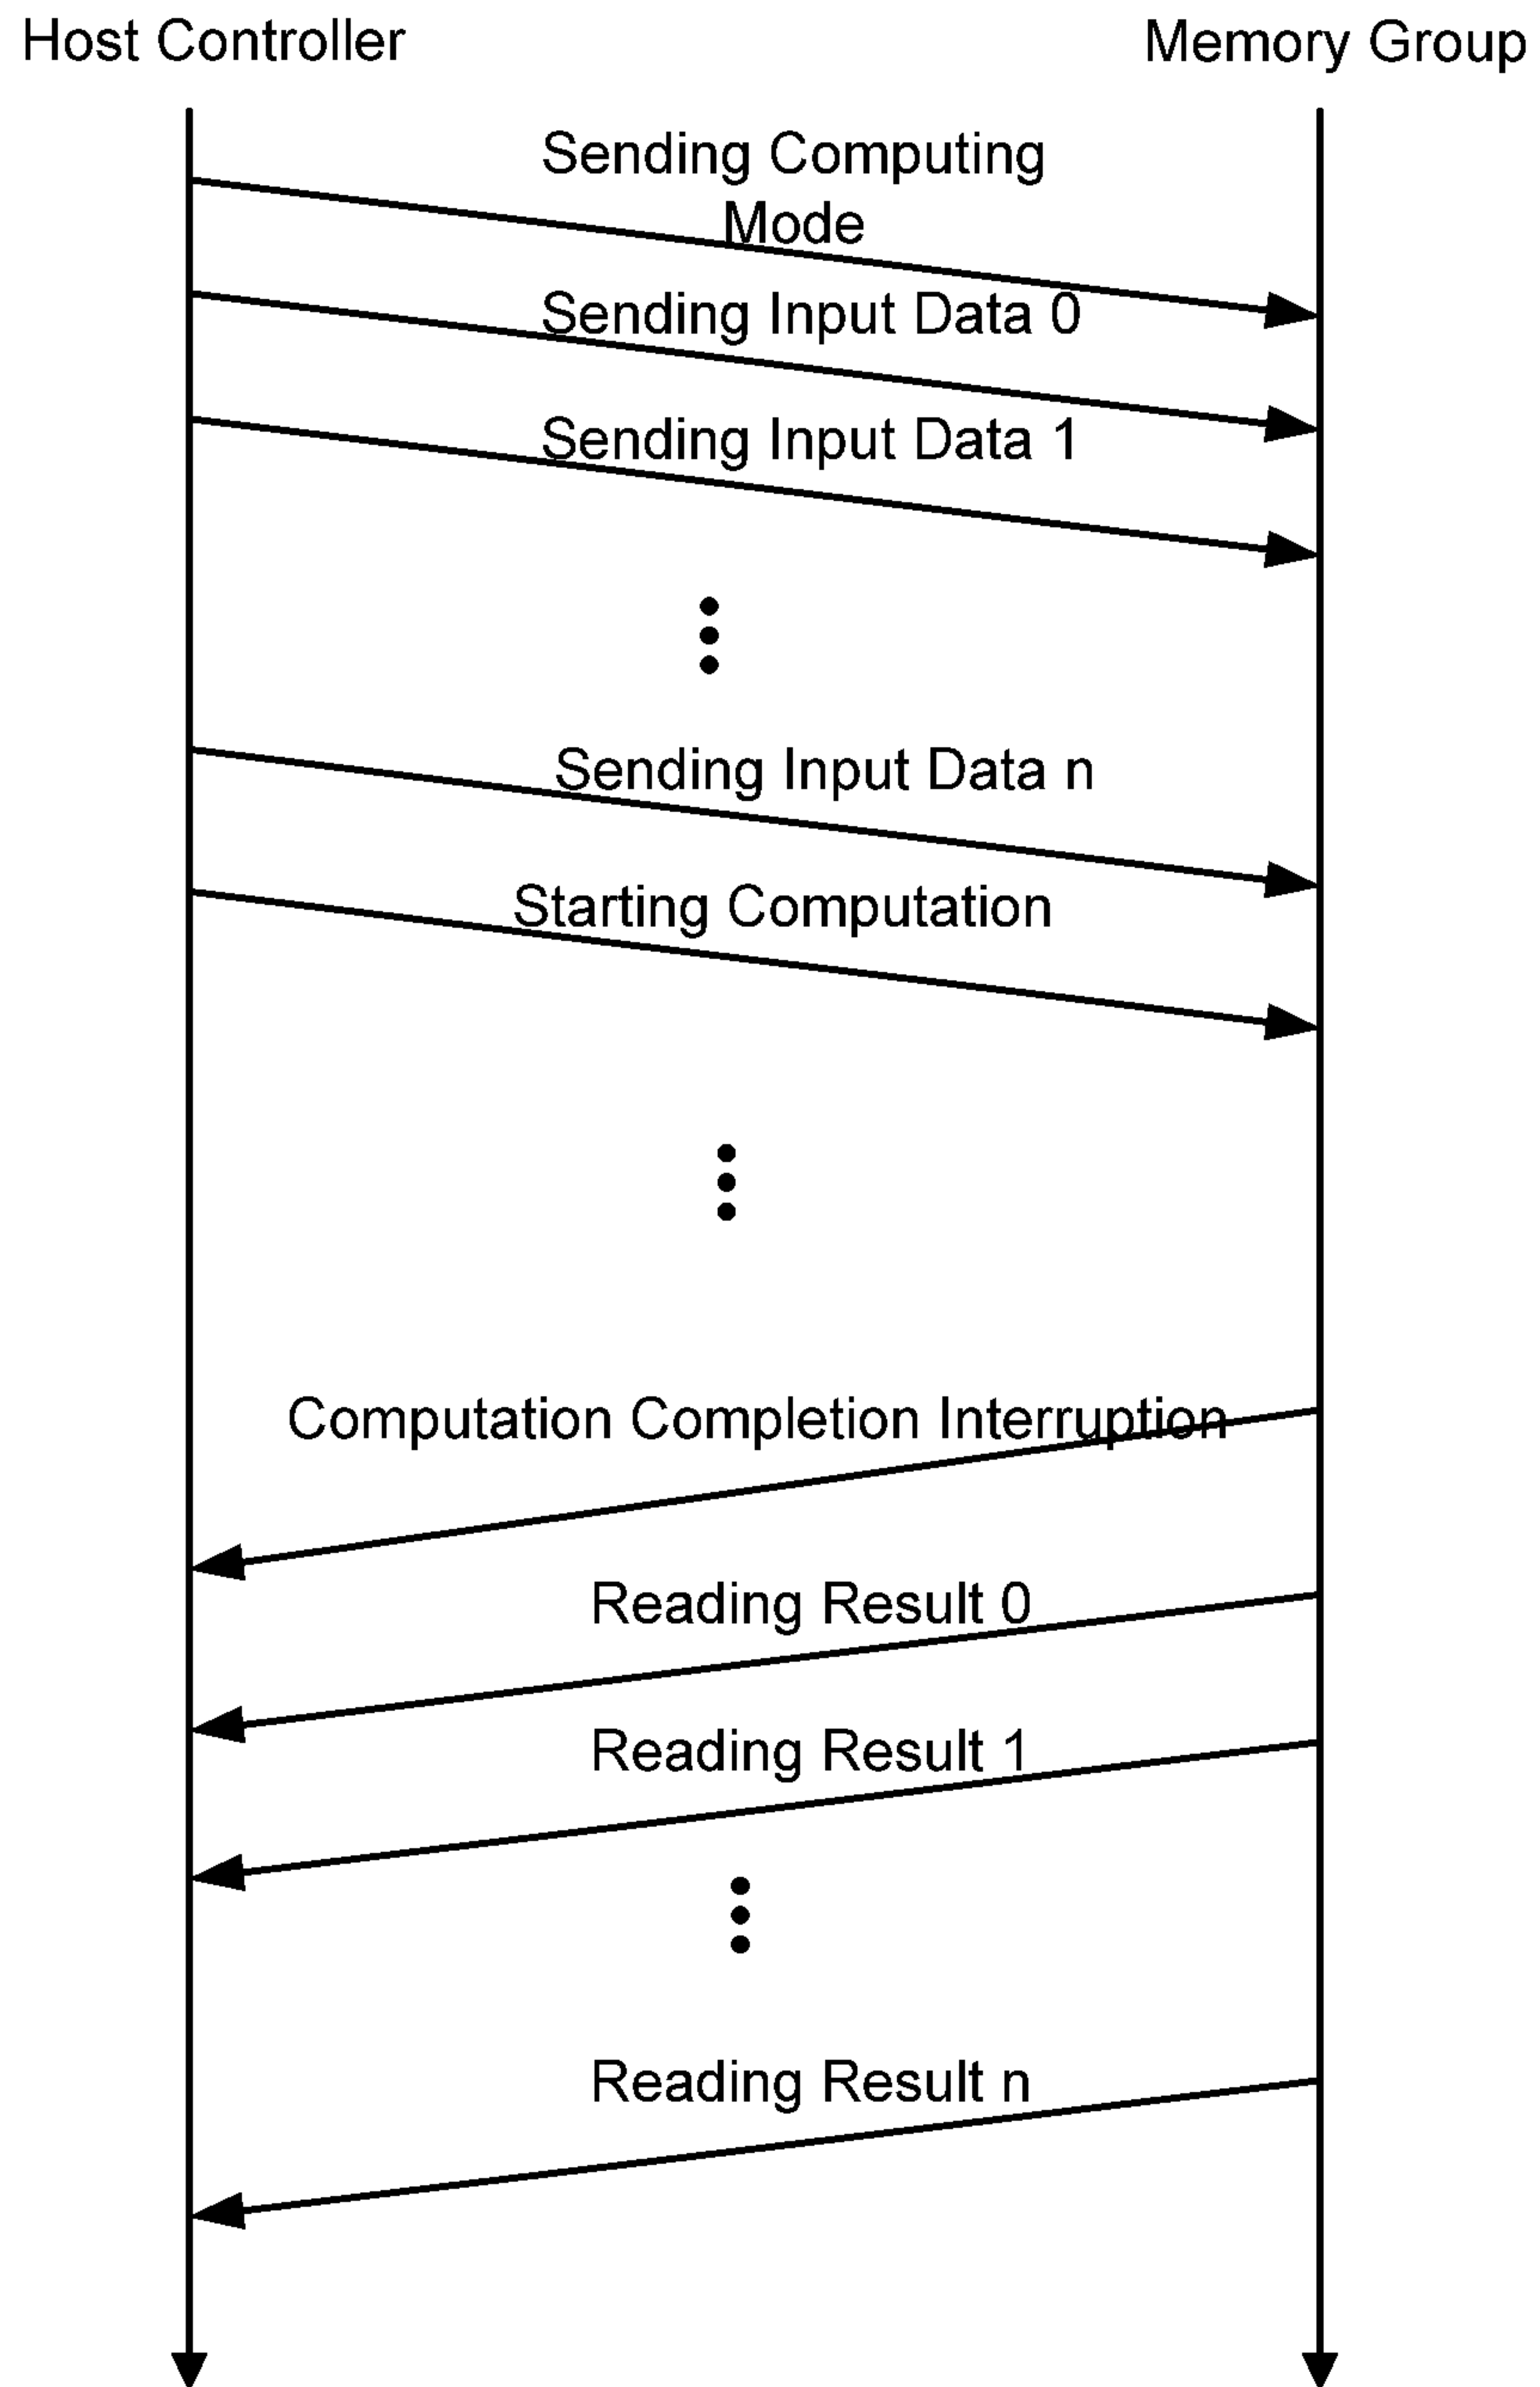 Host Controller
Memory Group
Sending Computing
Mode
Sending Input Data 0
Sending Input Data 1
Sending Input Data n
Starting Computation
Computation Completion Interruption
Reading Result 0
Reading Result 1
Reading Result n